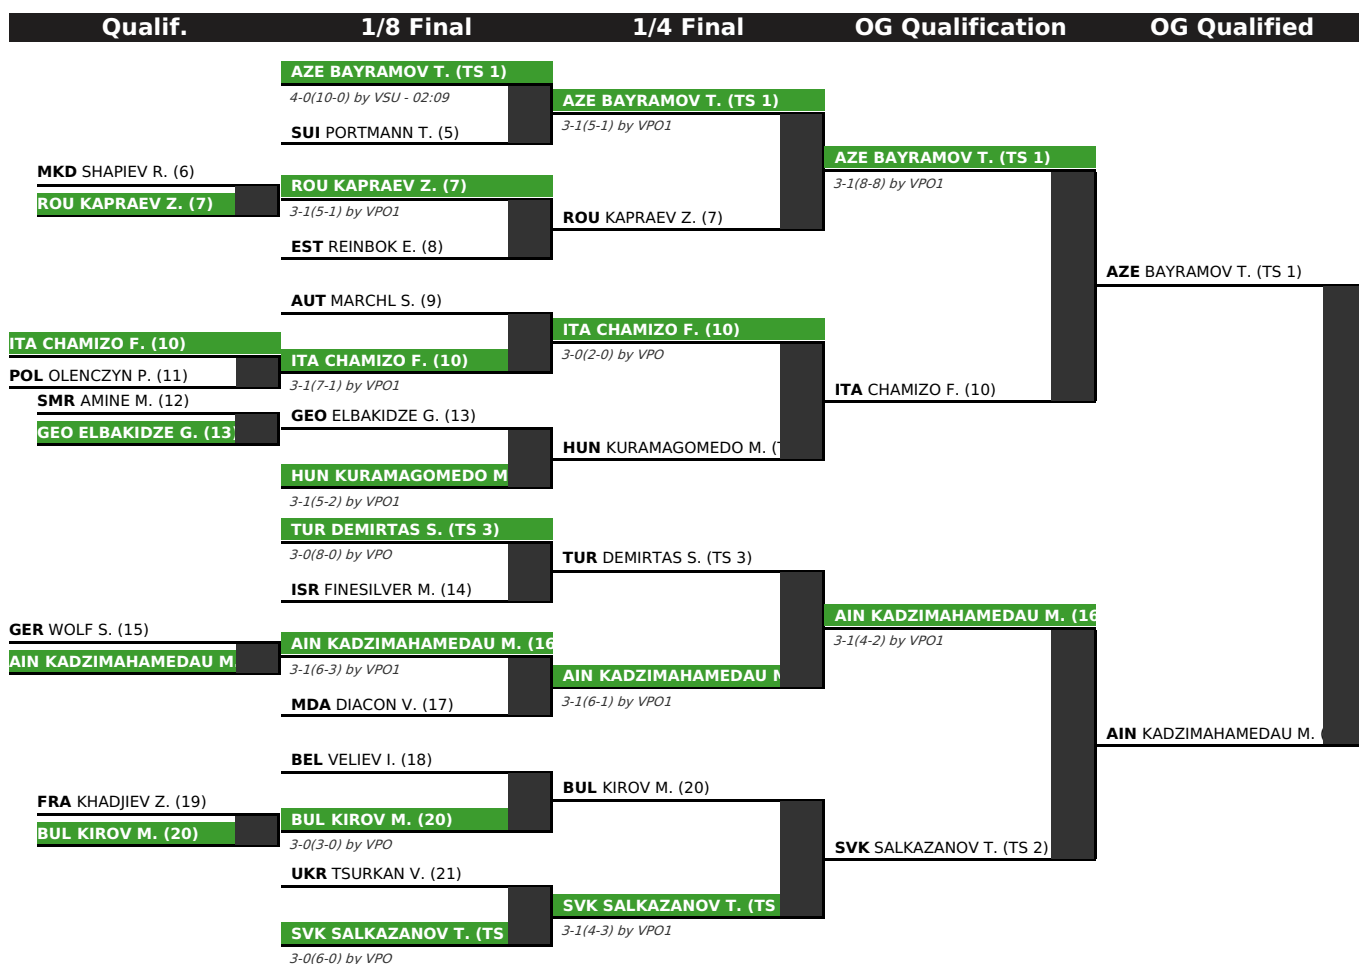 Qualif. 1/8 Final 1/4 Final OG Qualification OG Qualified
MKD SHAPIEV R. (6)
ROU KAPRAEV Z. (7)
ITA CHAMIZO F. (10)
POL OLENCZYN P. (11)
SMR AMINE M. (12)
GEO ELBAKIDZE G. (13)
GER WOLF S. (15)
AIN KADZIMAHAMEDAU M.
FRA KHADJIEV Z. (19)
BUL KIROV M. (20)
AZE BAYRAMOV T. (TS 1)
4-0(10-0) by VSU - 02:09
SUI PORTMANN T. (5)
ROU KAPRAEV Z. (7)
3-1(5-1) by VPO1
EST REINBOK E. (8)
AUT MARCHL S. (9)
ITA CHAMIZO F. (10)
3-1(7-1) by VPO1
GEO ELBAKIDZE G. (13)
HUN KURAMAGOMEDO M
3-1(5-2) by VPO1
TUR DEMIRTAS S. (TS 3)
3-0(8-0) by VPO
ISR FINESILVER M. (14)
AIN KADZIMAHAMEDAU M. (16
3-1(6-3) by VPO1
MDA DIACON V. (17)
BEL VELIEV I. (18)
BUL KIROV M. (20)
3-0(3-0) by VPO
UKR TSURKAN V. (21)
SVK SALKAZANOV T. (TS
3-0(6-0) by VPO
AZE BAYRAMOV T. (TS 1)
3-1(5-1) by VPO1
ROU KAPRAEV Z. (7)
ITA CHAMIZO F. (10)
3-0(2-0) by VPO
HUN KURAMAGOMEDO M. (
TUR DEMIRTAS S. (TS 3)
AIN KADZIMAHAMEDAU M
3-1(6-1) by VPO1
BUL KIROV M. (20)
SVK SALKAZANOV T. (TS
3-1(4-3) by VPO1
AZE BAYRAMOV T. (TS 1)
3-1(8-8) by VPO1
ITA CHAMIZO F. (10)
AIN KADZIMAHAMEDAU M. (16
3-1(4-2) by VPO1
SVK SALKAZANOV T. (TS 2)
AZE BAYRAMOV T. (TS 1)
AIN KADZIMAHAMEDAU M. (